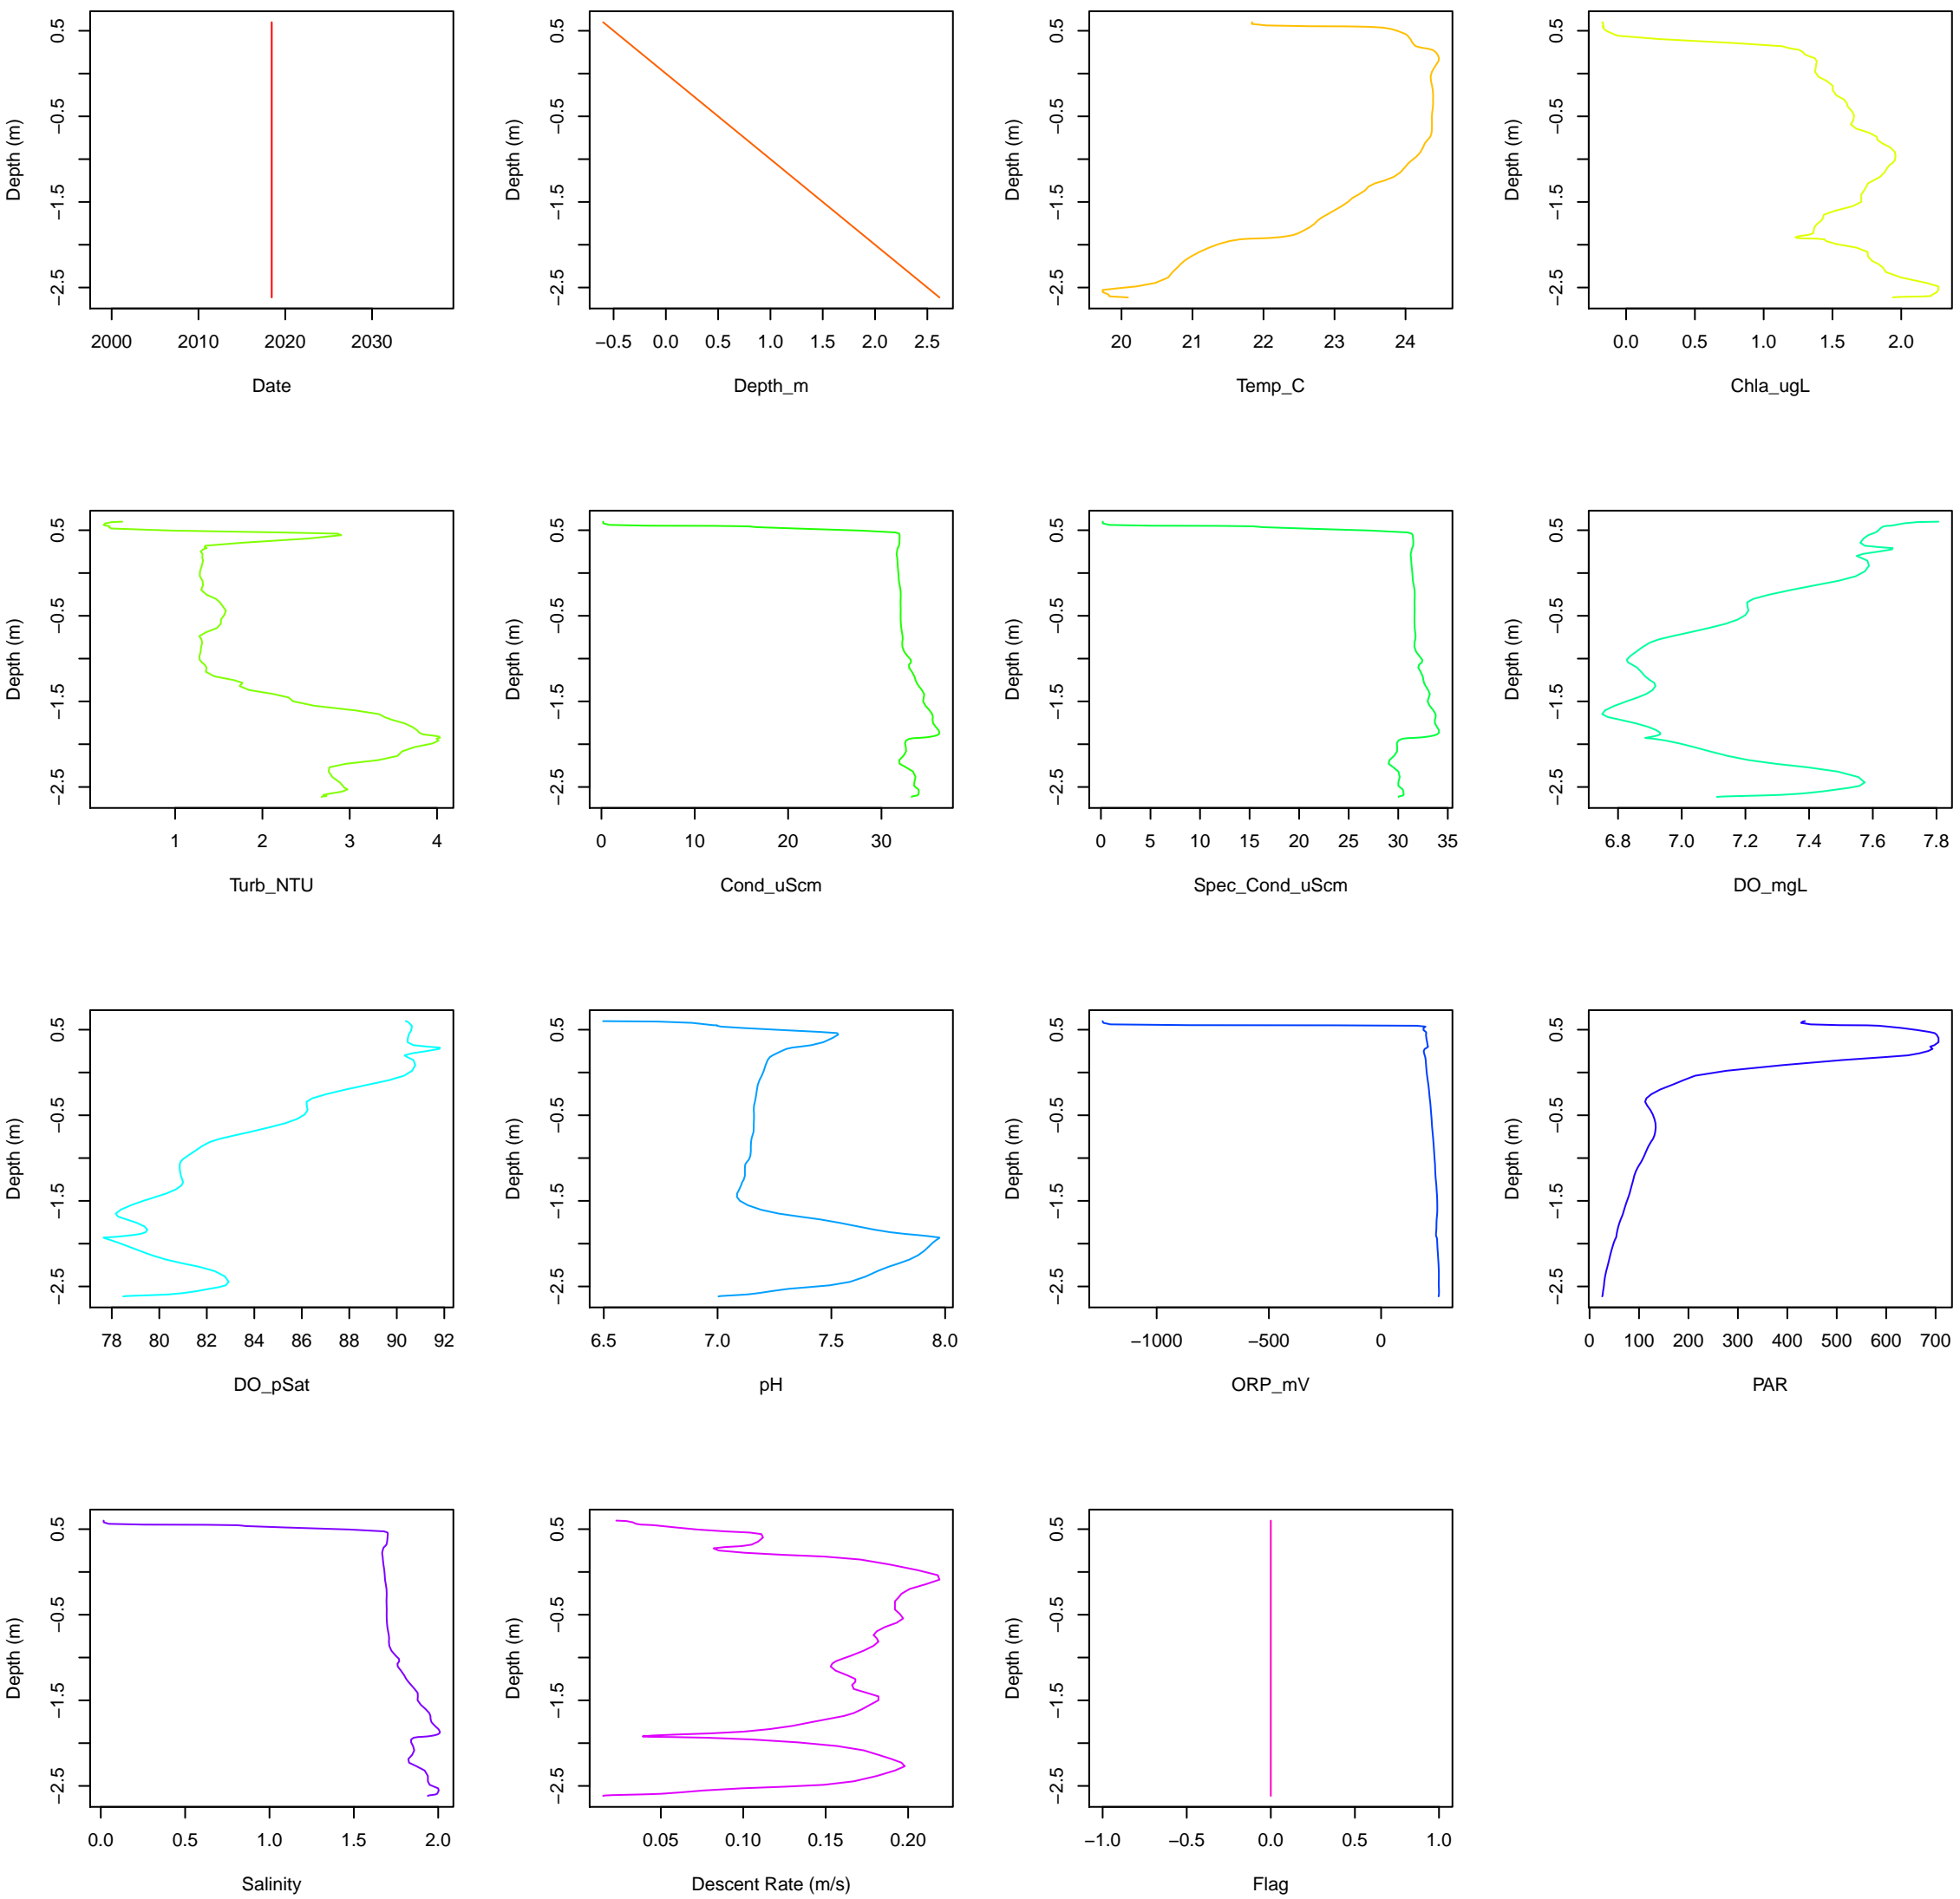 Depth (m)
0.5
−0.5
−1.5
−2.5
2000 2010 2020 2030
Date
Depth (m)
0.5
−0.5
−1.5
−2.5
−0.5 0.0 0.5 1.0 1.5 2.0 2.5
Depth_m
Depth (m)
0.5
−0.5
−1.5
−2.5
20 21 22 23 24
Temp_C
Depth (m)
0.5
−0.5
−1.5
−2.5
0.0 0.5 1.0 1.5 2.0
Chla_ugL
Depth (m)
0.5
−0.5
−1.5
−2.5
1 2 3 4
Turb_NTU
Depth (m)
0.5
−0.5
−1.5
−2.5
0 10 20 30
Cond_uScm
Depth (m)
0.5
−0.5
−1.5
−2.5
0 5 10 15 20 25 30 35
Spec_Cond_uScm
Depth (m)
0.5
−0.5
−1.5
−2.5
6.8 7.0 7.2 7.4 7.6 7.8
DO_mgL
Depth (m)
0.5
−0.5
−1.5
−2.5
78 80 82 84 86 88 90 92
DO_pSat
Depth (m)
0.5
−0.5
−1.5
−2.5
6.5 7.0 7.5 8.0
pH
Depth (m)
0.5
−0.5
−1.5
−2.5
−1000 −500 0
ORP_mV
Depth (m)
0.5
−0.5
−1.5
−2.5
0 100 200 300 400 500 600 700
PAR
Depth (m)
0.5
−0.5
−1.5
−2.5
0.0 0.5 1.0 1.5 2.0
Salinity
Depth (m)
0.5
−0.5
−1.5
−2.5
0.05 0.10 0.15 0.20
Descent Rate (m/s)
Depth (m)
0.5
−0.5
−1.5
−2.5
−1.0 −0.5 0.0 0.5 1.0
Flag